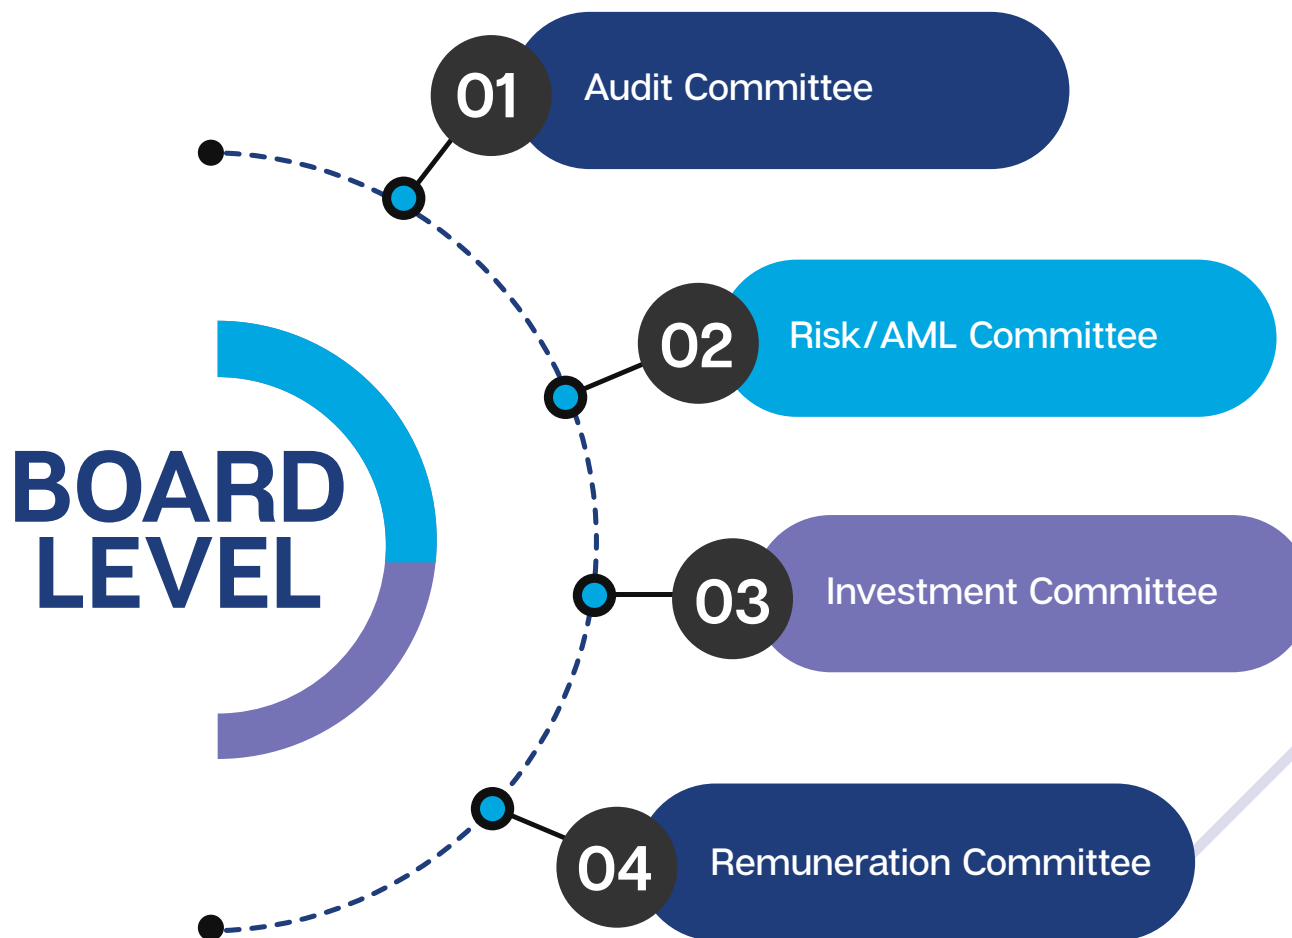 BOARD
LEVEL
01
Audit Committee
02
Risk/AML Committee
03
Investment Committee
04
Remuneration Committee